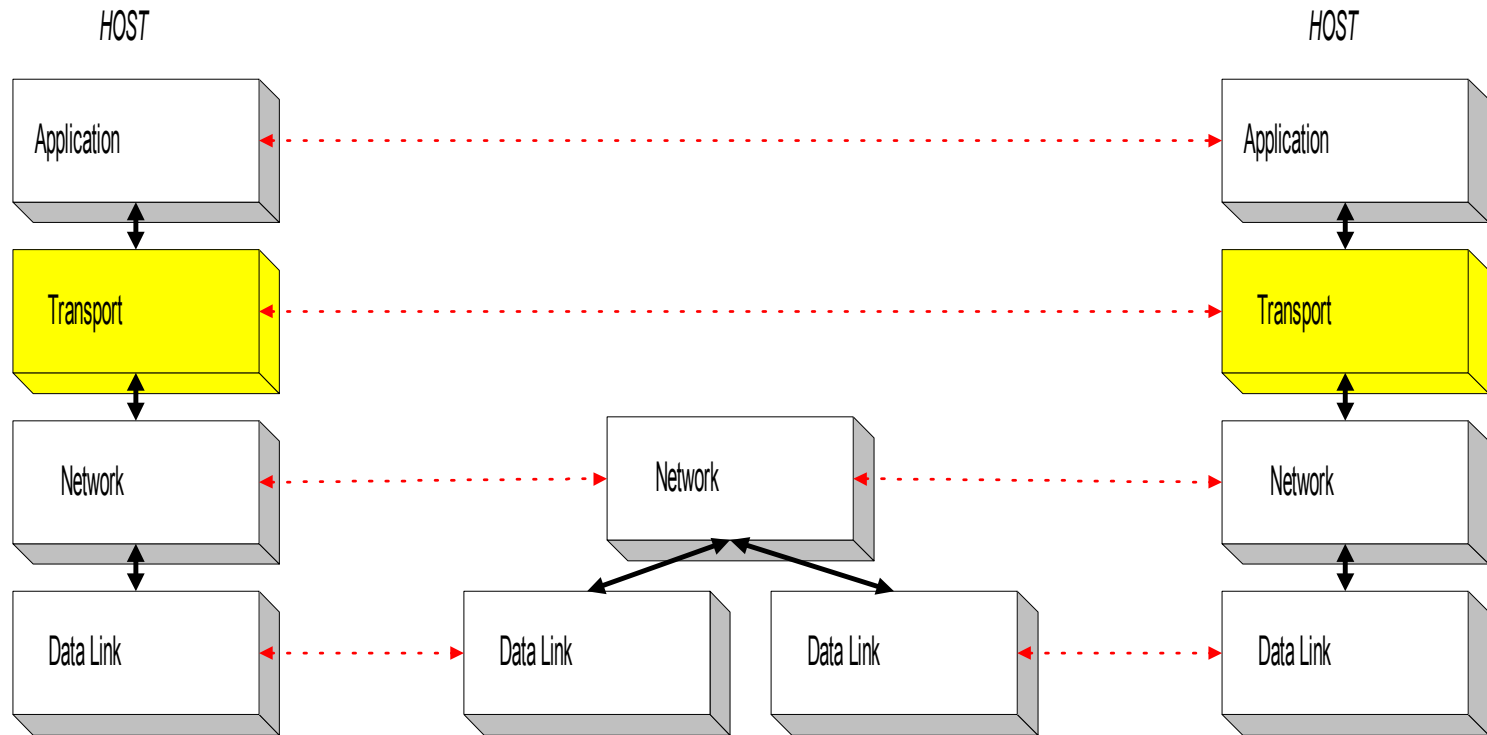 HOST
HOST
Application
Application
Transport
Transport
Network
Network
Network
Data Link
Data Link
Data Link
Data Link